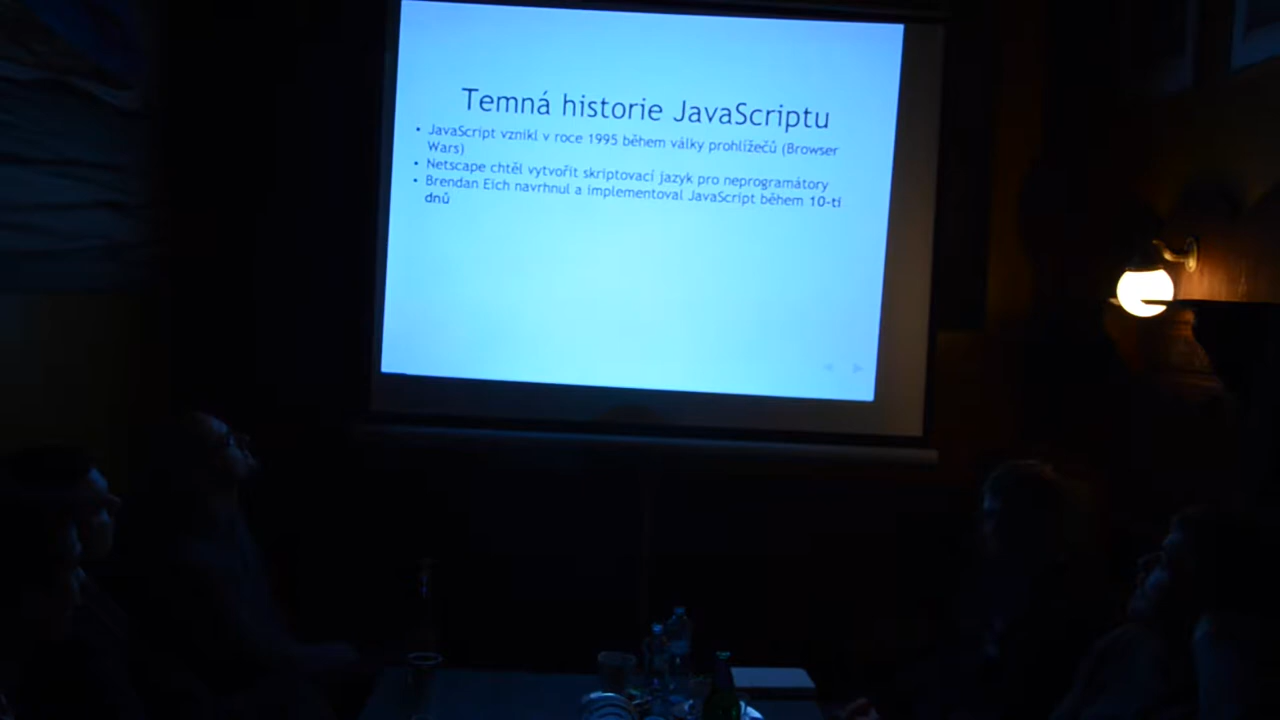 Temná historie JavaScriptu
• JavaScript vznikl v roce 1995 během války prohlížečů (Browser
Wars)
• Netscape chtěl vytvořit skriptovací jazyk pro neprogramátory
• Brendan Eich navrhnul a implementoval JavaScript během 10-ti
dnů